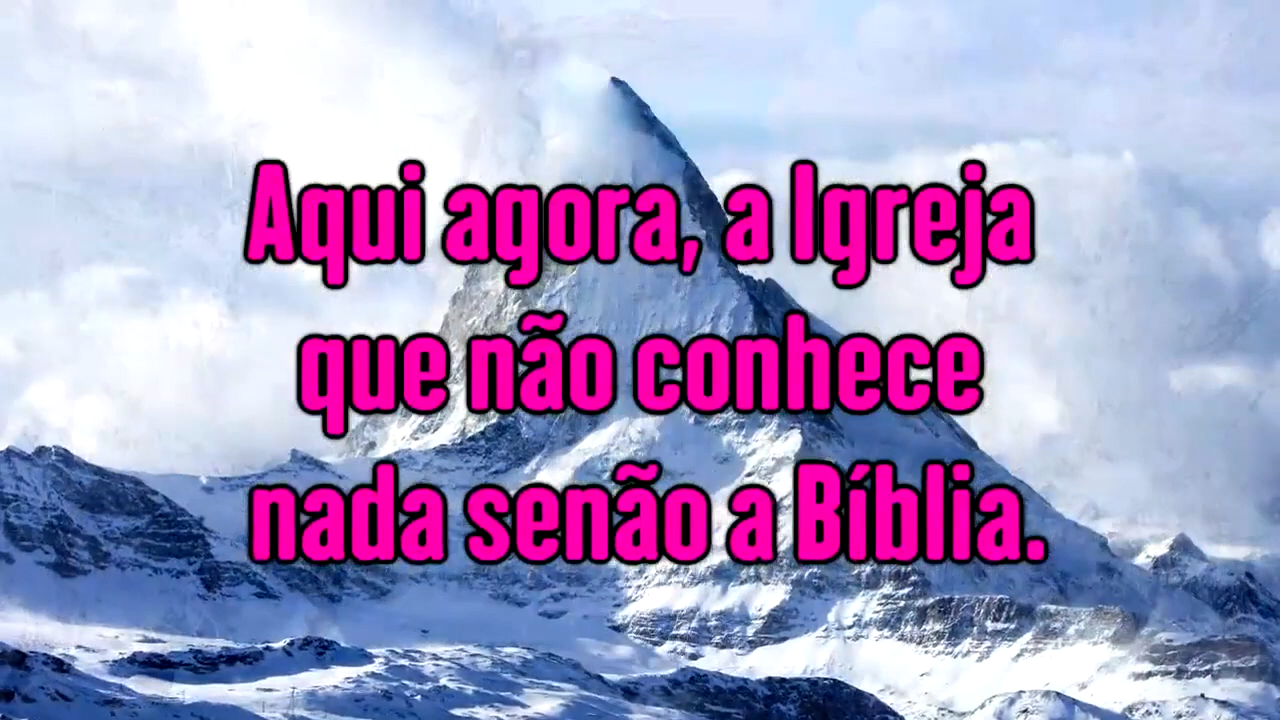 Aqui agora, a Igreja
que não conhece
nada senão a Bíblia.